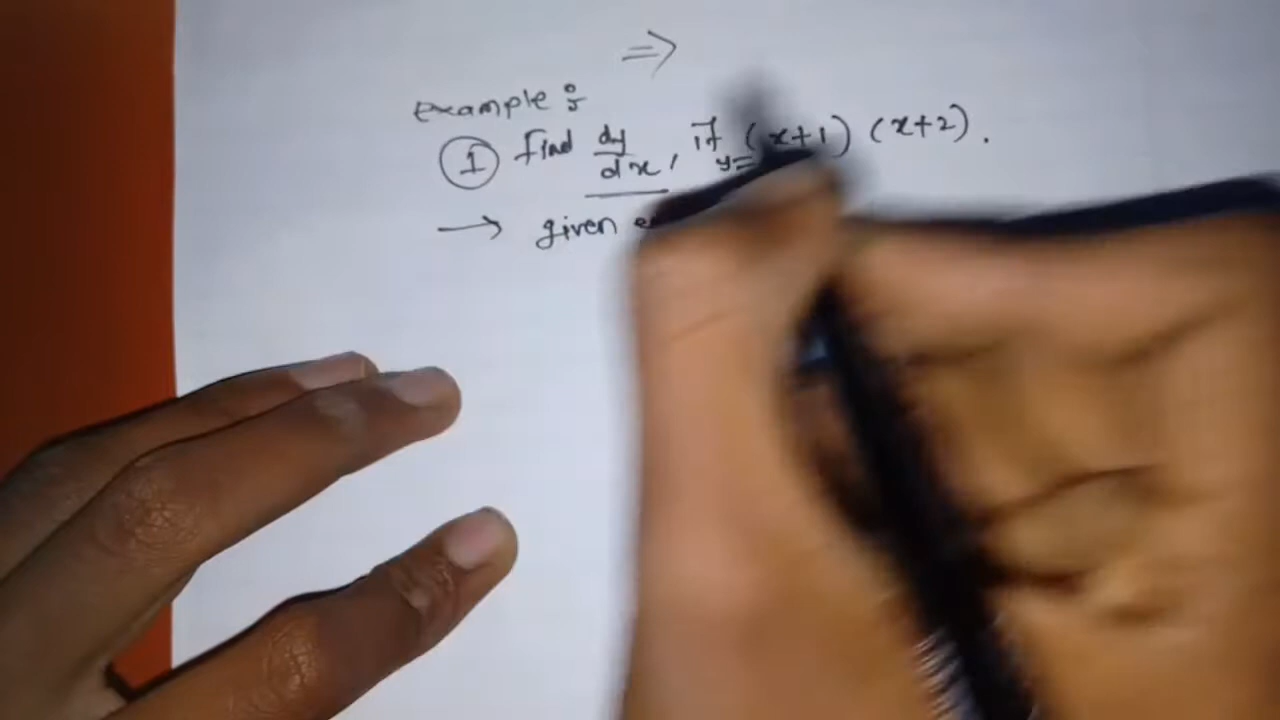 =>
Example :
① find dy/dx, if y= (x+1) (x+2).
→ given